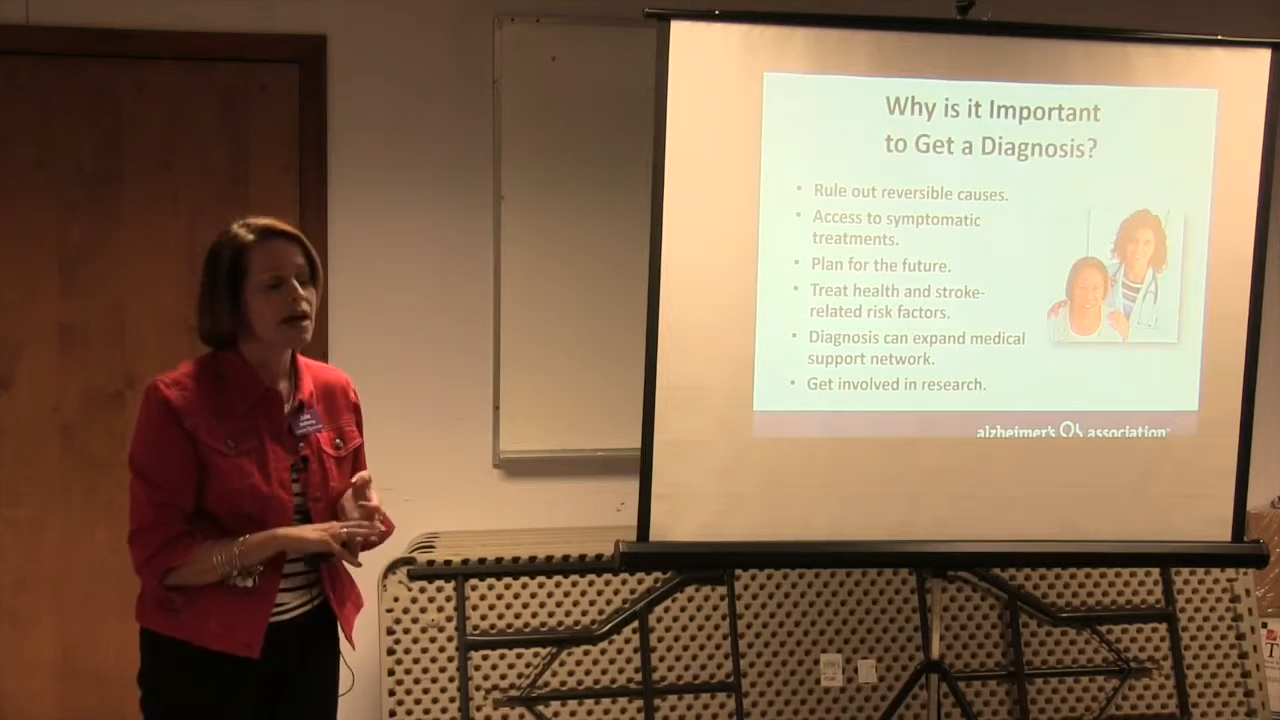 Why is it Important
to Get a Diagnosis?
• Rule out reversible causes.
• Access to symptomatic
treatments.
• Plan for the future.
• Treat health and stroke-
related risk factors.
• Diagnosis can expand medical
support network.
• Get involved in research.
alzheimer's association®